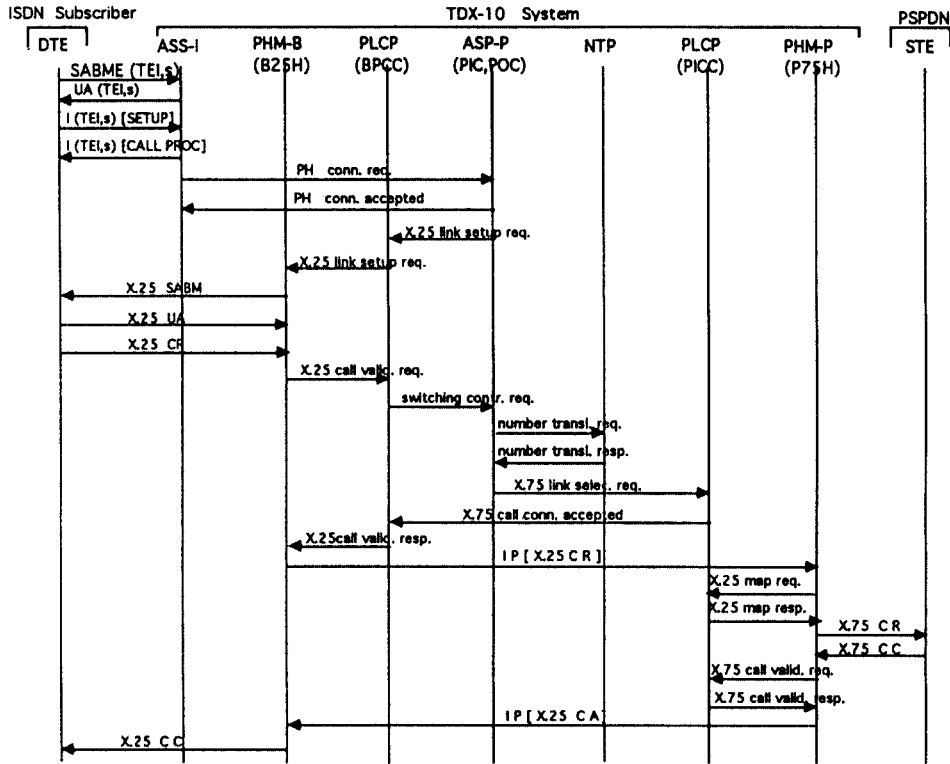 ISDN Subscriber TDX-10 System PSPDN
DTE ASS-I PHM-B PLCP ASP-P NTP PLCP PHM-P STE
(B25H) (BPCC) (PIC,POC) (PICC) (P75H)
SABME (TEI,s)
UA (TEI,s)
I (TEI,s) [SETUP]
I (TEI,s) [CALL PROC]
PH conn. req.
PH conn. accepted
X.25 link setup req.
X.25 link setup req.
X.25 SABM
X.25 UA
X.25 CR
X.25 call valid. req.
switching contr. req.
number transl. req.
number transl. resp.
X.75 link selec. req.
X.75 call conn. accepted
X.25call valid. resp.
I P [ X.25 C R ]
X.25 map req.
X.25 map resp.
X.75 C R
X.75 C C
X.75 call valid. req.
X.75 call valid. resp.
I P [ X.25 C A ]
X.25 C C